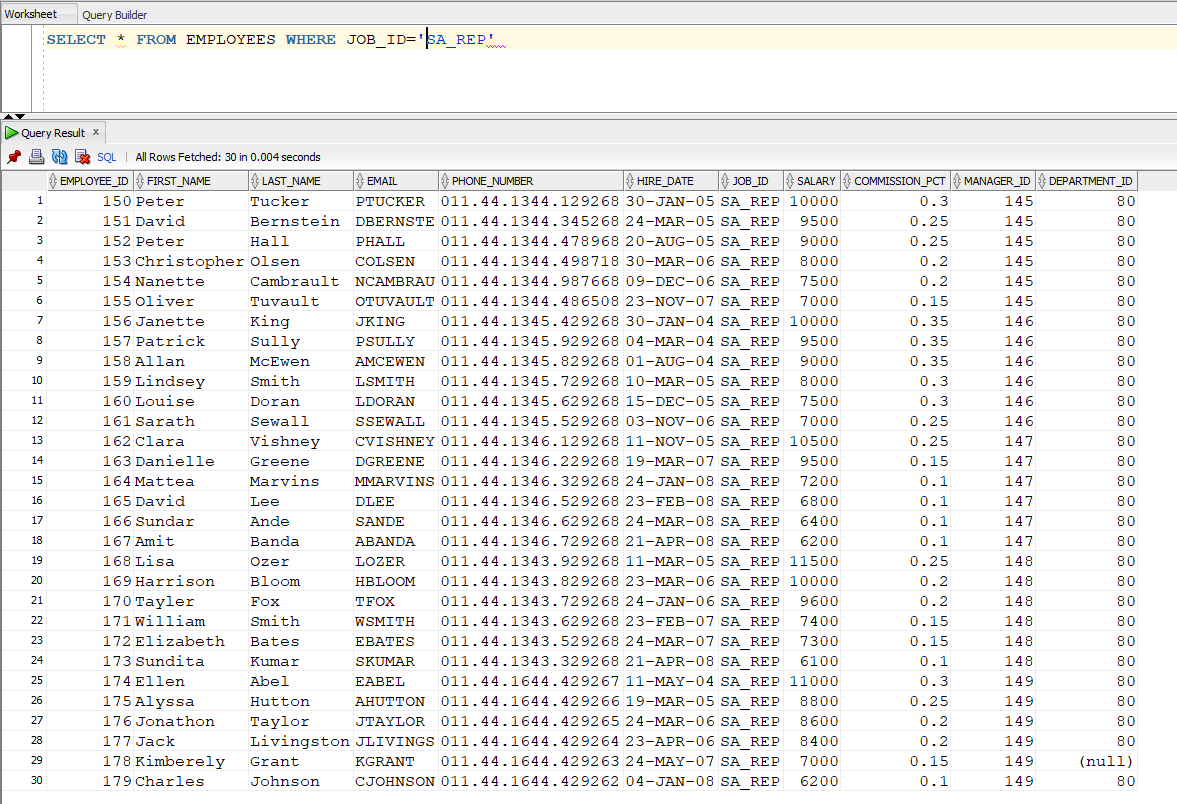 Worksheet Query Builder
SELECT * FROM EMPLOYEES WHERE JOB_ID='SA_REP'
Query Result x
SQL | All Rows Fetched: 30 in 0.004 seconds
EMPLOYEE_ID FIRST_NAME LAST_NAME EMAIL PHONE_NUMBER HIRE_DATE JOB_ID SALARY COMMISSION_PCT MANAGER_ID DEPARTMENT_ID
1 150 Peter Tucker PTUCKER 011.44.1344.129268 30-JAN-05 SA_REP 10000 0.3 145 80
2 151 David Bernstein DBERNSTE 011.44.1344.345268 24-MAR-05 SA_REP 9500 0.25 145 80
3 152 Peter Hall PHALL 011.44.1344.478968 20-AUG-05 SA_REP 9000 0.25 145 80
4 153 Christopher Olsen COLSEN 011.44.1344.498718 30-MAR-06 SA_REP 8000 0.2 145 80
5 154 Nanette Cambrault NCAMBRAU 011.44.1344.987668 09-DEC-06 SA_REP 7500 0.2 145 80
6 155 Oliver Tuvault OTUVAULT 011.44.1344.486508 23-NOV-07 SA_REP 7000 0.15 145 80
7 156 Janette King JKING 011.44.1345.429268 30-JAN-04 SA_REP 10000 0.35 146 80
8 157 Patrick Sully PSULLY 011.44.1345.929268 04-MAR-04 SA_REP 9500 0.35 146 80
9 158 Allan McEwen AMCEWEN 011.44.1345.829268 01-AUG-04 SA_REP 9000 0.35 146 80
10 159 Lindsey Smith LSMITH 011.44.1345.729268 10-MAR-05 SA_REP 8000 0.3 146 80
11 160 Louise Doran LDORAN 011.44.1345.629268 15-DEC-05 SA_REP 7500 0.3 146 80
12 161 Sarath Sewall SSEWALL 011.44.1345.529268 03-NOV-06 SA_REP 7000 0.25 146 80
13 162 Clara Vishney CVISHNEY 011.44.1346.129268 11-NOV-05 SA_REP 10500 0.25 147 80
14 163 Danielle Greene DGREENE 011.44.1346.229268 19-MAR-07 SA_REP 9500 0.15 147 80
15 164 Mattea Marvins MMARVINS 011.44.1346.329268 24-JAN-08 SA_REP 7200 0.1 147 80
16 165 David Lee DLEE 011.44.1346.529268 23-FEB-08 SA_REP 6800 0.1 147 80
17 166 Sundar Ande SANDE 011.44.1346.629268 24-MAR-08 SA_REP 6400 0.1 147 80
18 167 Amit Banda ABANDA 011.44.1346.729268 21-APR-08 SA_REP 6200 0.1 147 80
19 168 Lisa Ozer LOZER 011.44.1343.929268 11-MAR-05 SA_REP 11500 0.25 148 80
20 169 Harrison Bloom HBLOOM 011.44.1343.829268 23-MAR-06 SA_REP 10000 0.2 148 80
21 170 Tayler Fox TFOX 011.44.1343.729268 24-JAN-06 SA_REP 9600 0.2 148 80
22 171 William Smith WSMITH 011.44.1343.629268 23-FEB-07 SA_REP 7400 0.15 148 80
23 172 Elizabeth Bates EBATES 011.44.1343.529268 24-MAR-07 SA_REP 7300 0.15 148 80
24 173 Sundita Kumar SKUMAR 011.44.1343.329268 21-APR-08 SA_REP 6100 0.1 148 80
25 174 Ellen Abel EABEL 011.44.1644.429267 11-MAY-04 SA_REP 11000 0.3 149 80
26 175 Alyssa Hutton AHUTTON 011.44.1644.429266 19-MAR-05 SA_REP 8800 0.25 149 80
27 176 Jonathon Taylor JTAYLOR 011.44.1644.429265 24-MAR-06 SA_REP 8600 0.2 149 80
28 177 Jack Livingston JLIVINGS 011.44.1644.429264 23-APR-06 SA_REP 8400 0.2 149 80
29 178 Kimberely Grant KGRANT 011.44.1644.429263 24-MAY-07 SA_REP 7000 0.15 149 (null)
30 179 Charles Johnson CJOHNSON 011.44.1644.429262 04-JAN-08 SA_REP 6200 0.1 149 80